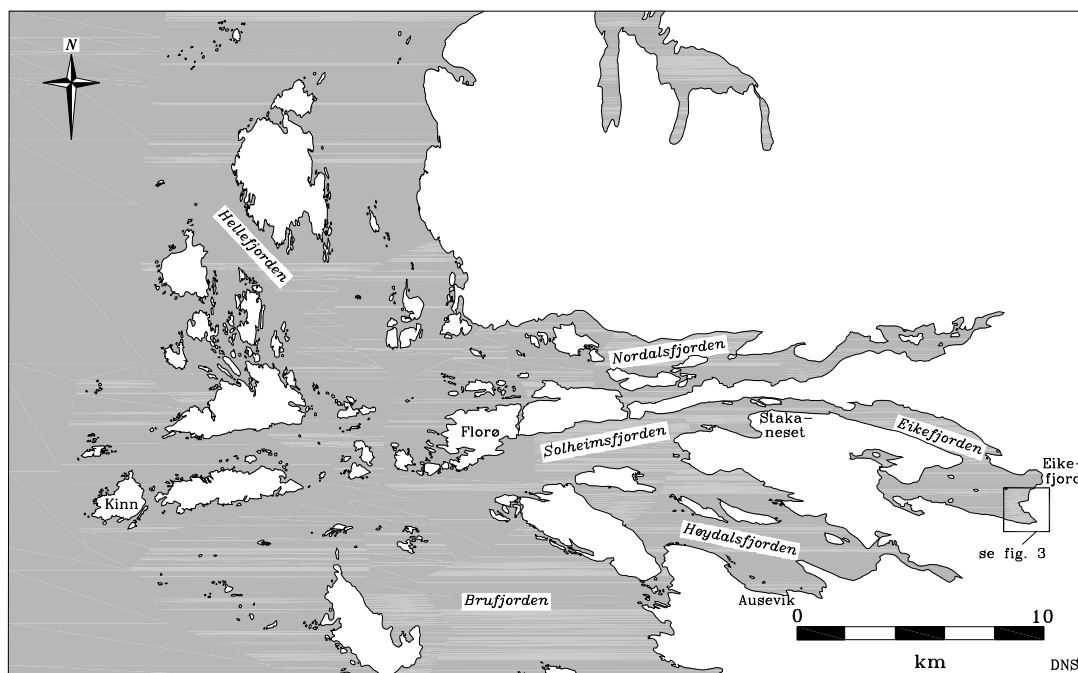 N
Hellefjorden
Nordalsfjorden
Staka-
neset
Florø
Solheimsfjorden
Eikefjorden
Eike-
fjord
Kinn
Høydalsfjorden
se fig. 3
Brufjorden
Ausevik
0
10
km
DNS